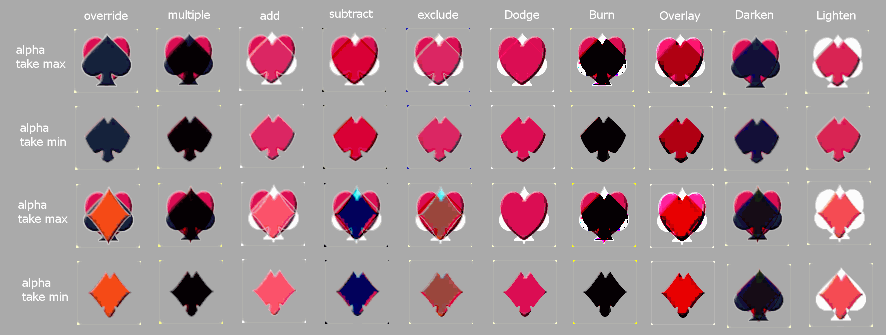 override multiple add subtract exclude Dodge Burn Overlay Darken Lighten
alpha
take max
alpha
take min
alpha
take max
alpha
take min